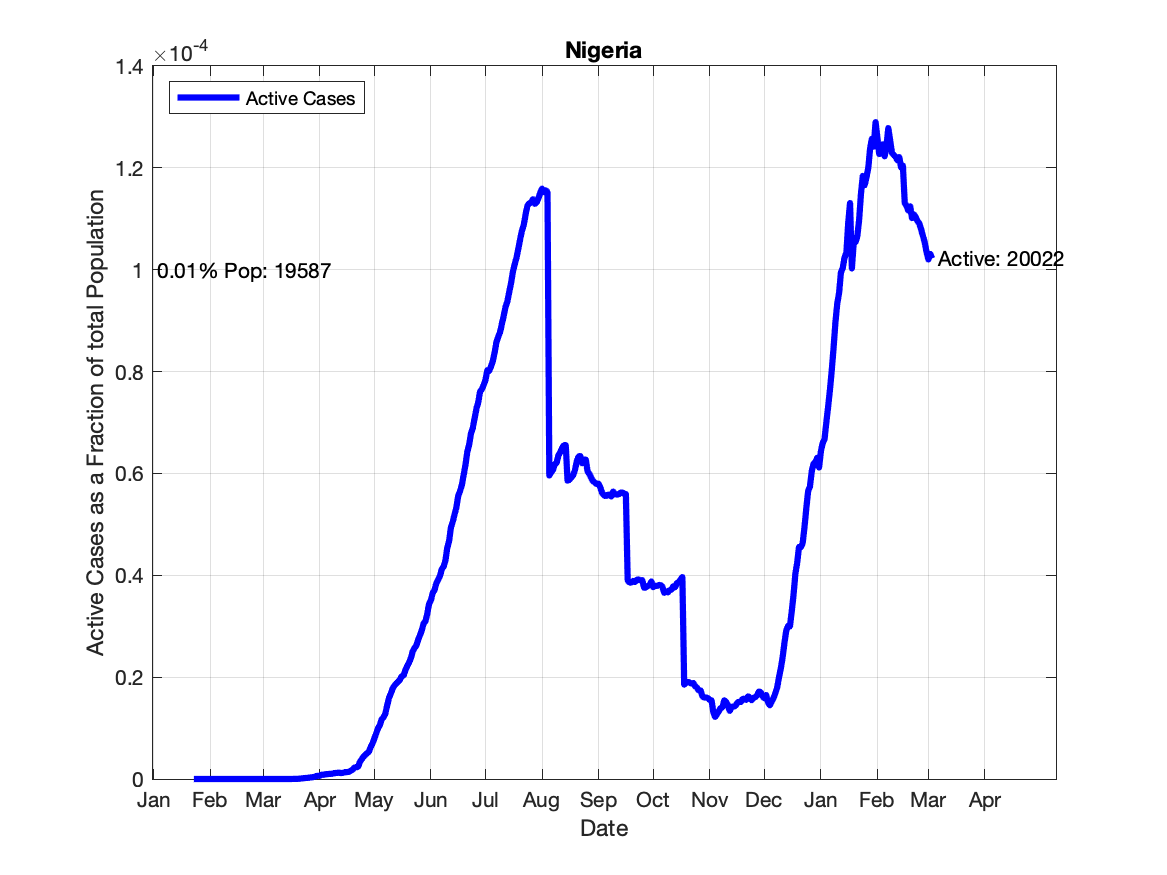 Nigeria
×10-4
Active Cases
1.4
1.2
1
0.8
0.6
0.4
0.2
0
0.01% Pop: 19587
Active: 20022
Active Cases as a Fraction of total Population
Jan Feb Mar Apr May Jun Jul Aug Sep Oct Nov Dec Jan Feb Mar Apr
Date